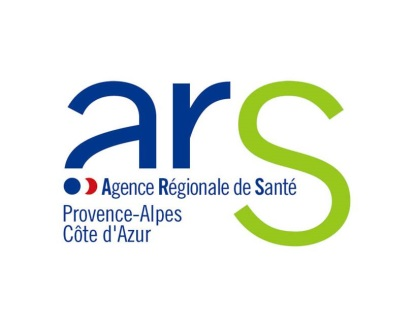 ars
Agence Régionale de Santé
Provence-Alpes
Côte d'Azur